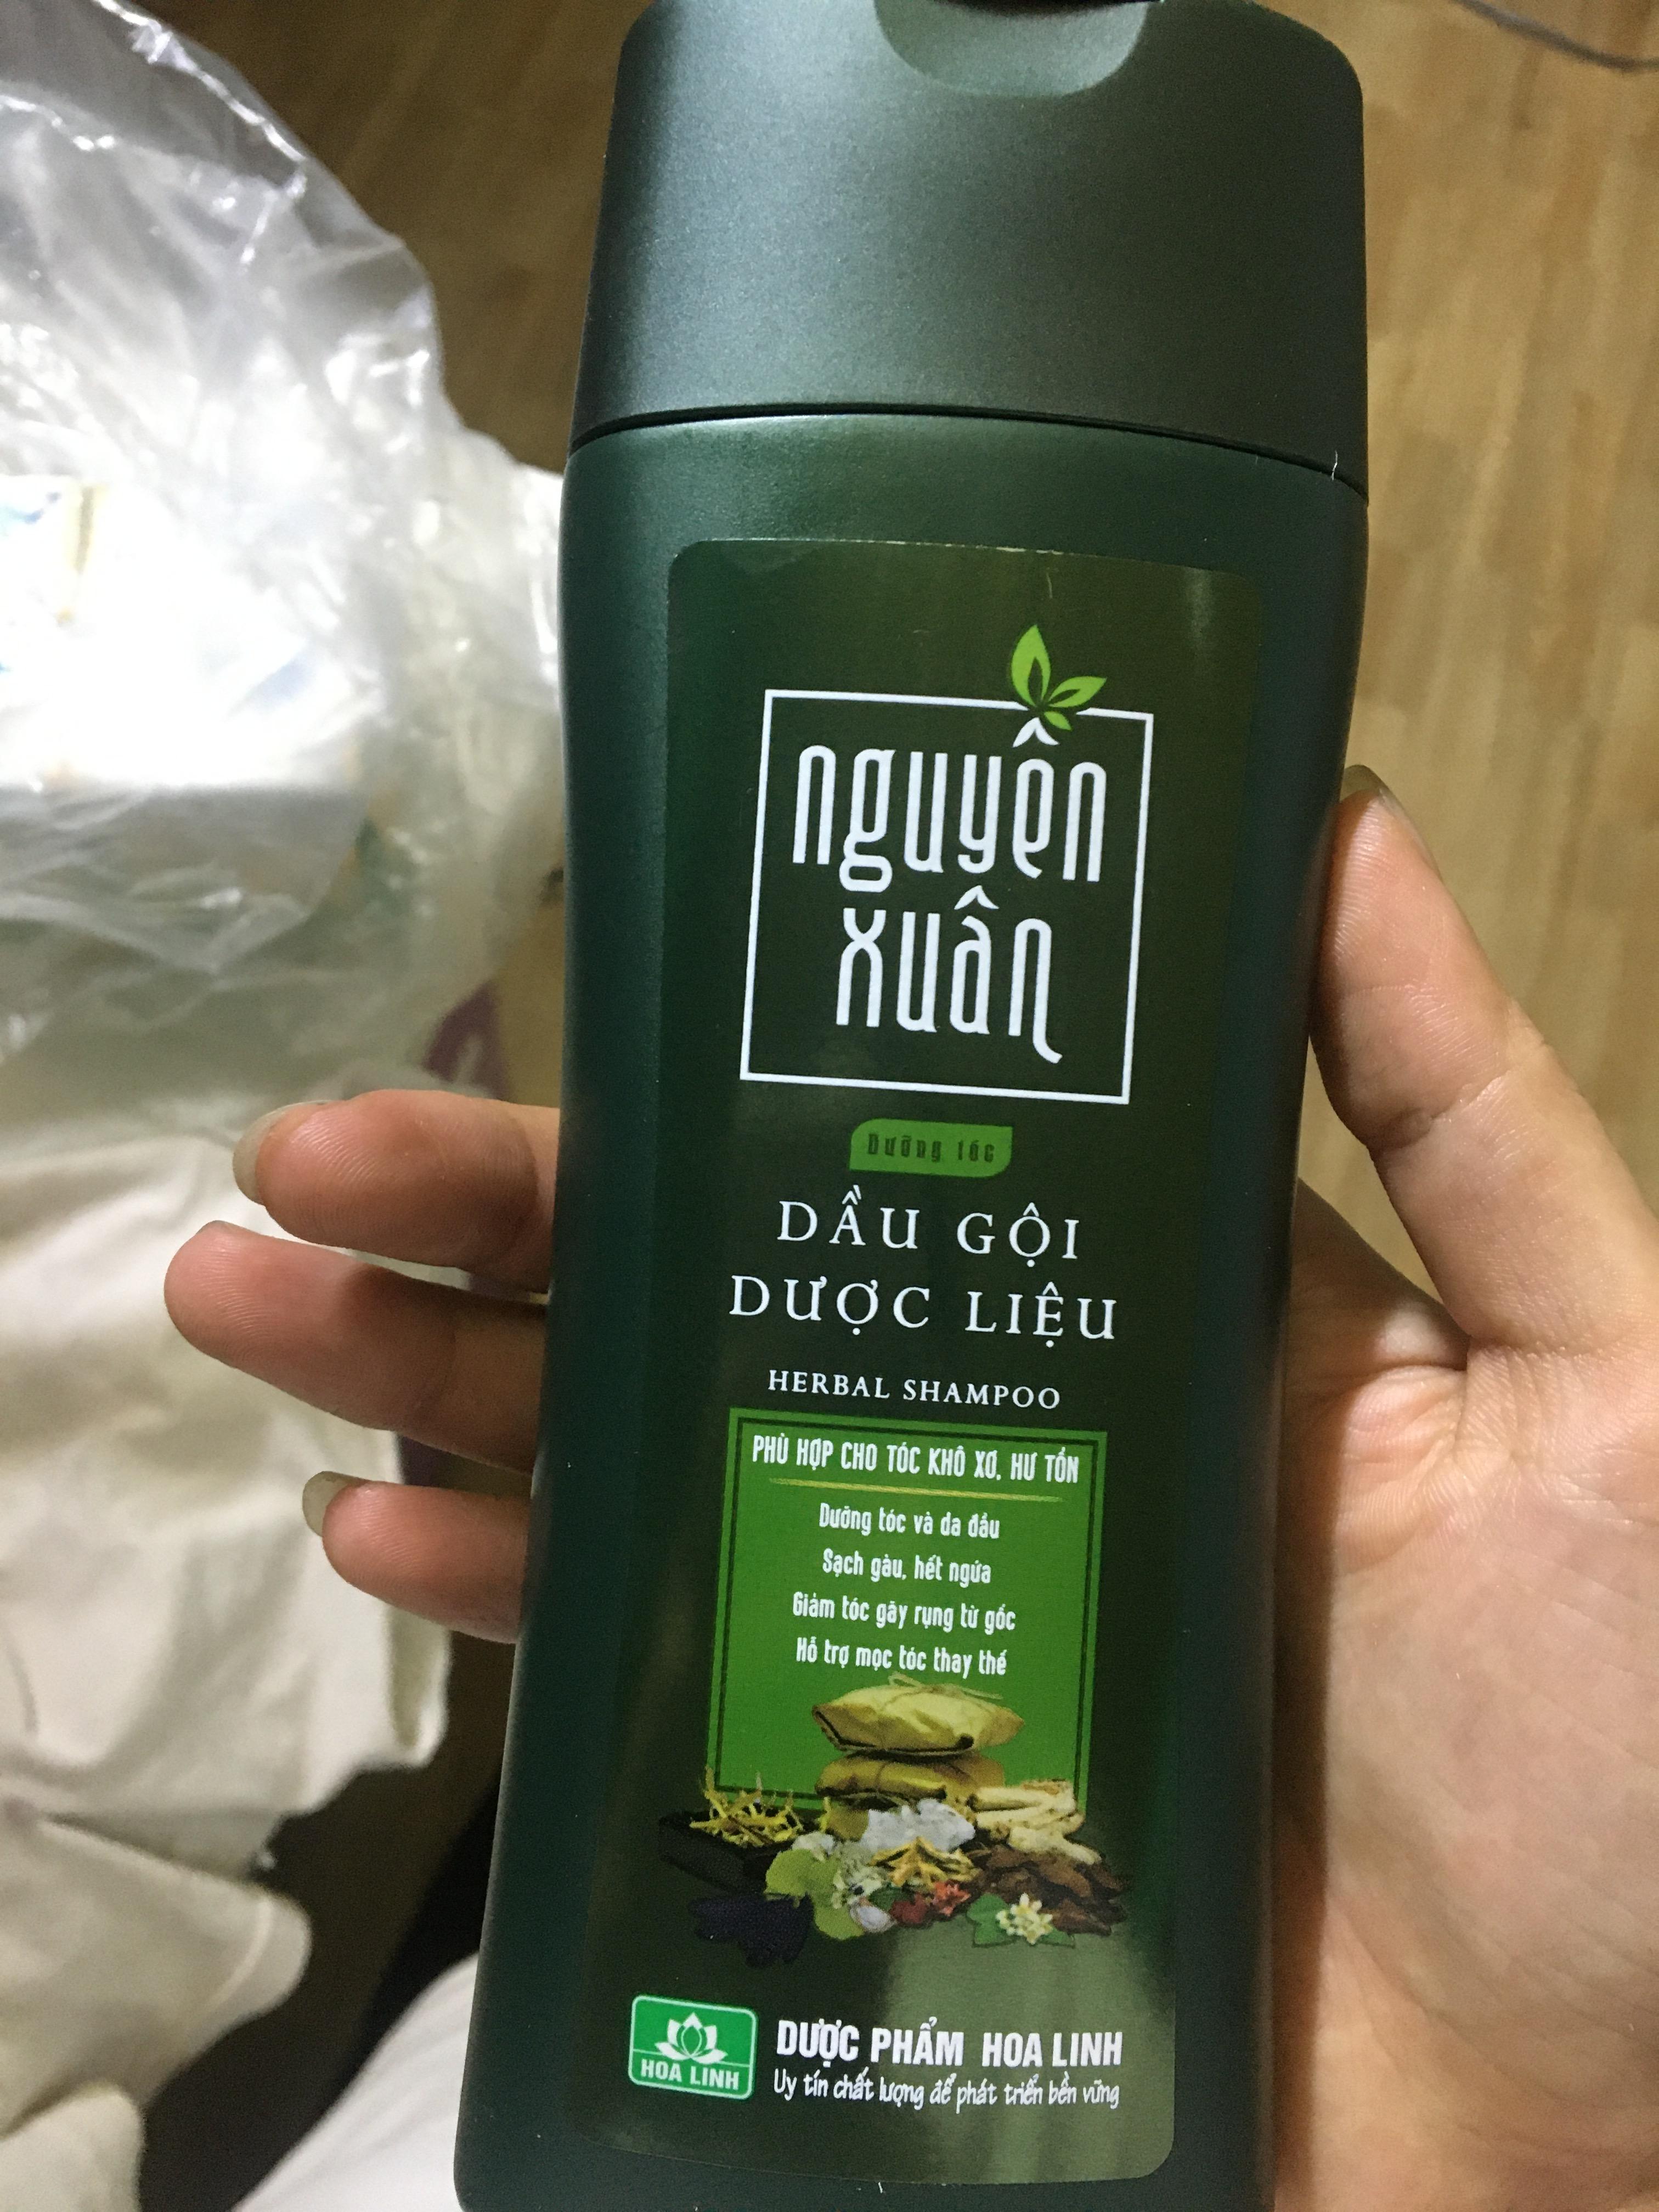 nguyên
xuân
Dưỡng tóc
DẦU GỘI
DƯỢC LIỆU
HERBAL SHAMPOO
PHÙ HỢP CHO TÓC KHÔ XƠ, HƯ TỔN
Dưỡng tóc và da đầu
Sạch gàu, hết ngứa
Giảm tóc gãy rụng từ gốc
Hỗ trợ mọc tóc thay thế
HOA LINH
DƯỢC PHẨM HOA LINH
Uy tín chất lượng để phát triển bền vững